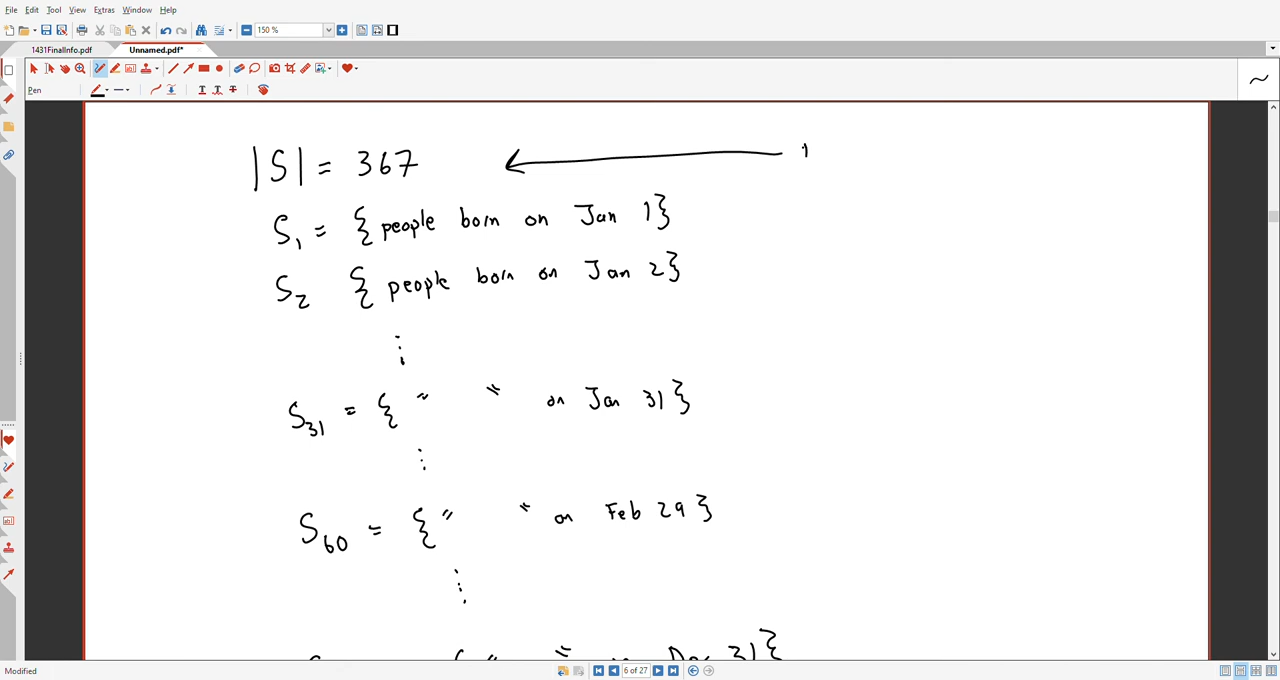 File Edit Tool View Extras Window Help
150 %
1431FinalInfo.pdf Unnamed.pdf*
Pen
|S| = 367
S₁ = {people born on Jan 1}
S₂ {people born on Jan 2}
⋮
S₃₁ = {" " on Jan 31}
⋮
S₆₀ = {" " on Feb 29}
⋮
" " Dec 31}
Modified
6 of 27